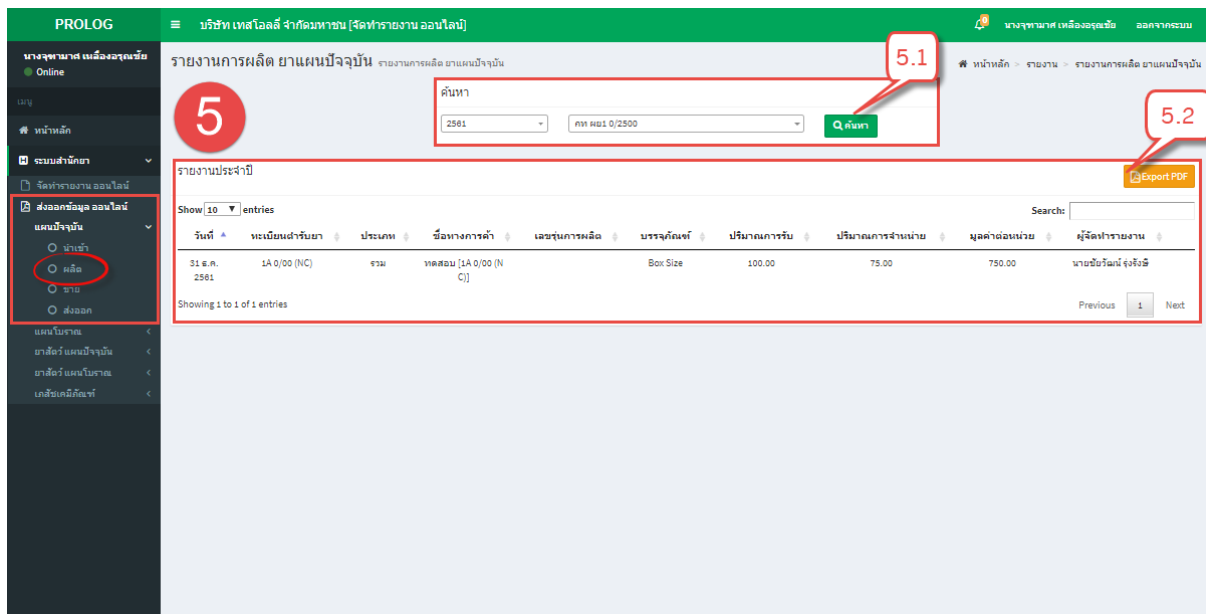 PROLOG
บริษัท เทสโอลลี่ จำกัดมหาชน [จัดทำรายงาน ออนไลน์]
0
นางจุฑามาศ เหลืองอรุณชัย
ออกจากระบบ
นางจุฑามาศ เหลืองอรุณชัย
Online
เมนู
หน้าหลัก
ระบบสำนักยา
จัดทำรายงาน ออนไลน์
ส่งออกข้อมูล ออนไลน์
แผนปัจจุบัน
นำเข้า
ผลิต
ขาย
ส่งออก
แผนโบราณ
ยาสัตว์ แผนปัจจุบัน
ยาสัตว์ แผนโบราณ
เภสัชเคมีภัณฑ์
รายงานการผลิต ยาแผนปัจจุบัน รายงานการผลิต ยาแผนปัจจุบัน
หน้าหลัก > รายงาน > รายงานการผลิต ยาแผนปัจจุบัน
5
5.1
5.2
ค้นหา
2561 กท ผย1 0/2500 ค้นหา
รายงานประจำปี
Export PDF
Show 10 entries
Search:
วันที่ ทะเบียนตำรับยา ประเภท ชื่อทางการค้า เลขรุ่นการผลิต บรรจุภัณฑ์ ปริมาณการรับ ปริมาณการจำหน่าย มูลค่าต่อหน่วย ผู้จัดทำรายงาน
31 ธ.ค. 1A 0/00 (NC) รวม ทดสอบ [1A 0/00 (N Box Size 100.00 75.00 750.00 นายชัยวัฒน์ รุ่งรังษี
2561 C)]
Showing 1 to 1 of 1 entries
Previous 1 Next